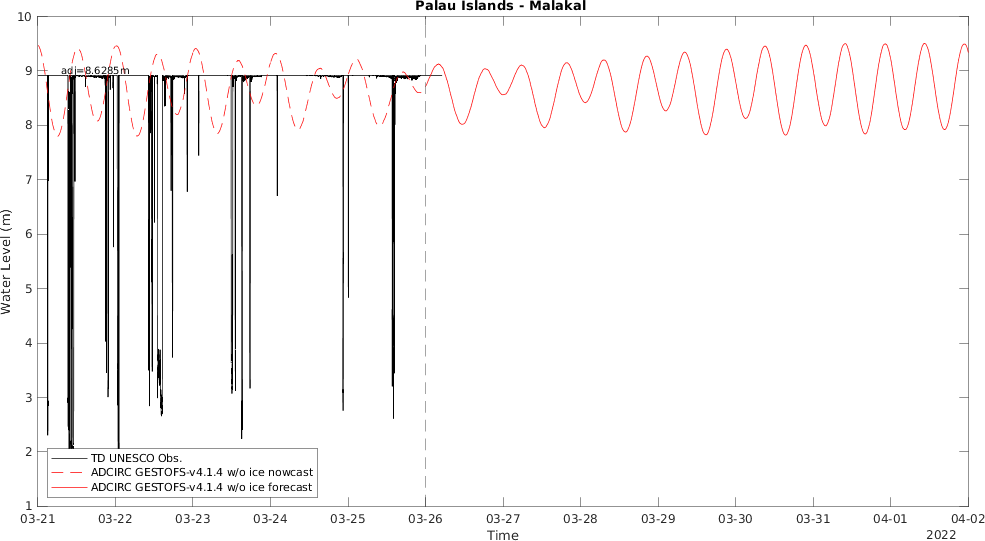 Palau Islands - Malakal
10
9
8
7
6
5
4
3
2
1
Water Level (m)
adj=8.6285m
TD UNESCO Obs.
ADCIRC GESTOFS-v4.1.4 w/o ice nowcast
ADCIRC GESTOFS-v4.1.4 w/o ice forecast
03-21 03-22 03-23 03-24 03-25 03-26 03-27 03-28 03-29 03-30 03-31 04-01 04-02
Time
2022